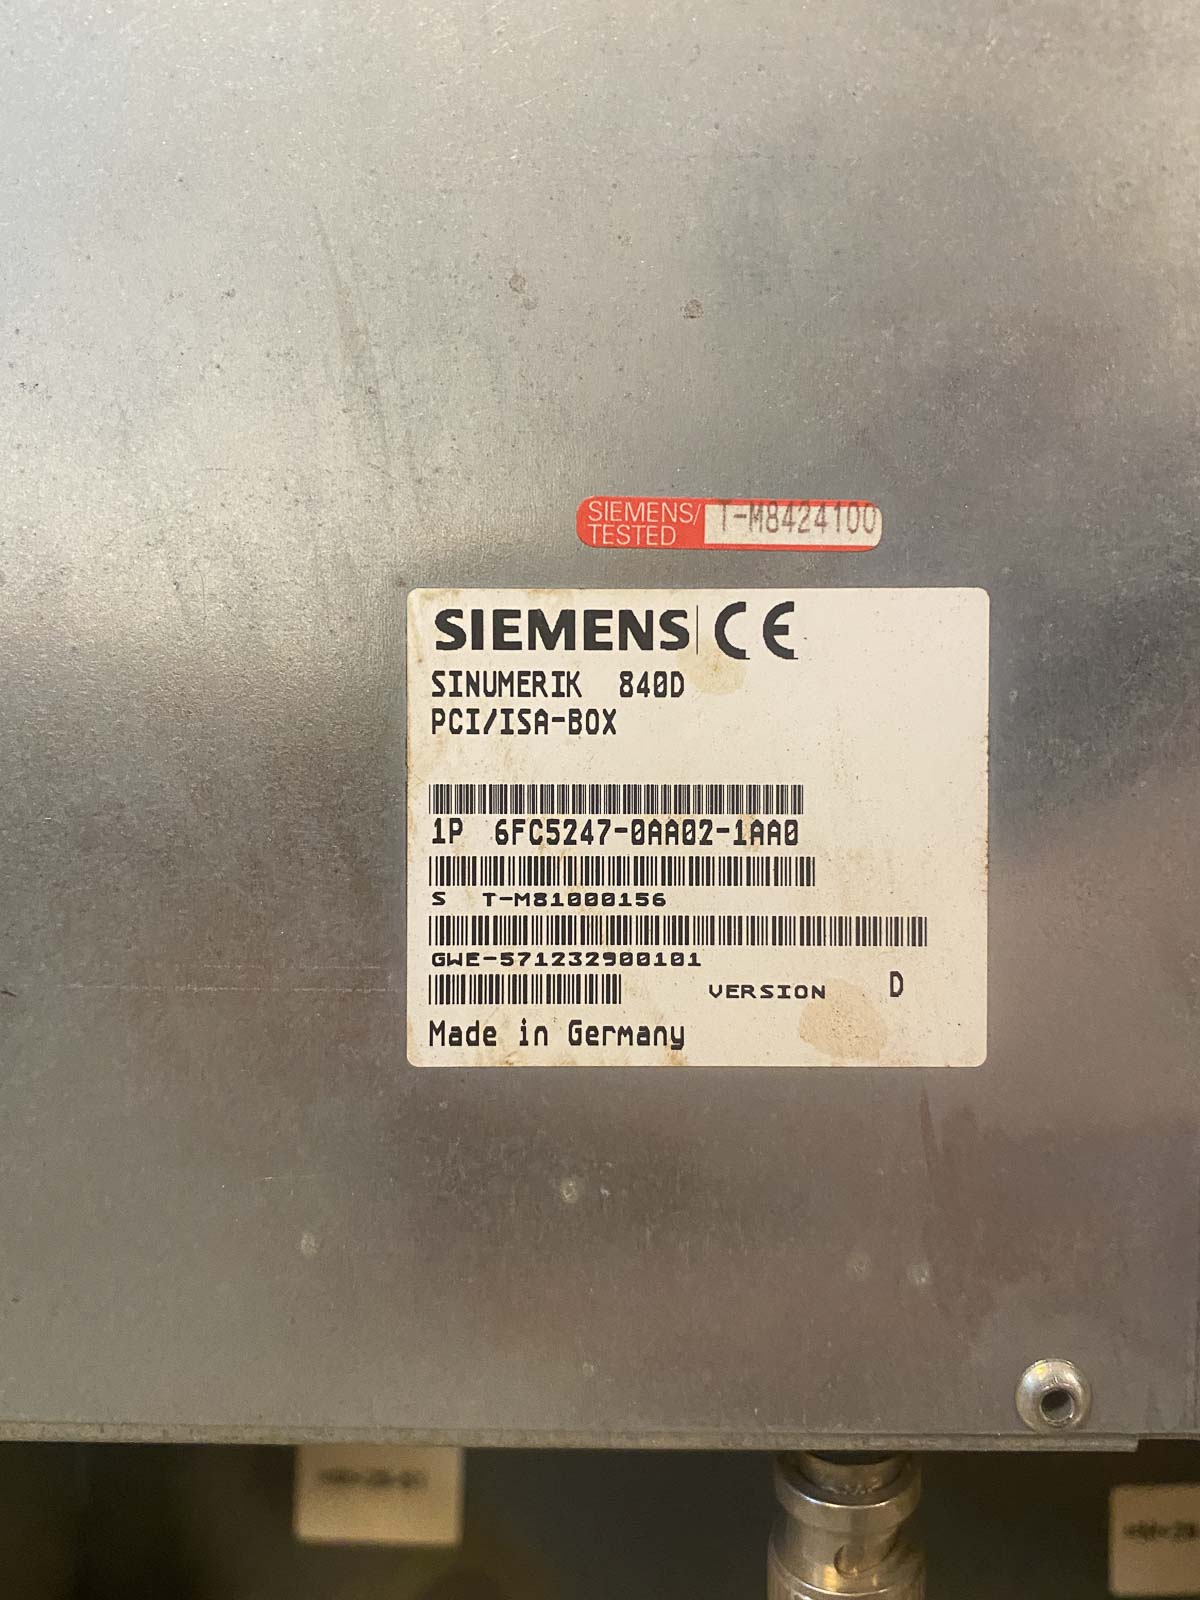 SIEMENS/ T-M8424100
TESTED
SIEMENS CE
SINUMERIK 840D
PCI/ISA-BOX
1P 6FC5247-0AA02-1AA0
S T-M81000156
GWE-571232900101
VERSION D
Made in Germany